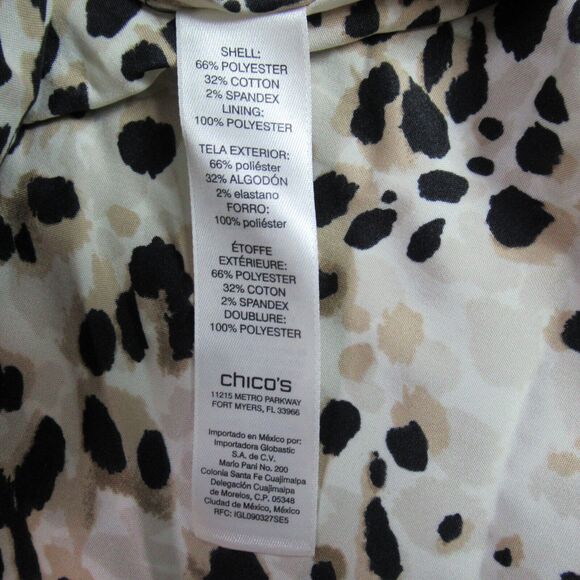 SHELL:
66% POLYESTER
32% COTTON
2% SPANDEX
LINING:
100% POLYESTER
TELA EXTERIOR:
66% poliéster
32% ALGODÓN
2% elastano
FORRO:
100% poliéster
ÉTOFFE
EXTÉRIEURE:
66% POLYESTER
32% COTON
2% SPANDEX
DOUBLURE:
100% POLYESTER
chico's
11215 METRO PARKWAY
FORT MYERS, FL 33966
Importado en México por:
Importadora Globastic
S.A. de C.V.
Mario Pani No. 200
Colonia Santa Fe Cuajimalpa
Delegación Cuajimalpa
de Morelos, C.P. 05348
Ciudad de México, México
RFC: IGL090327SE5